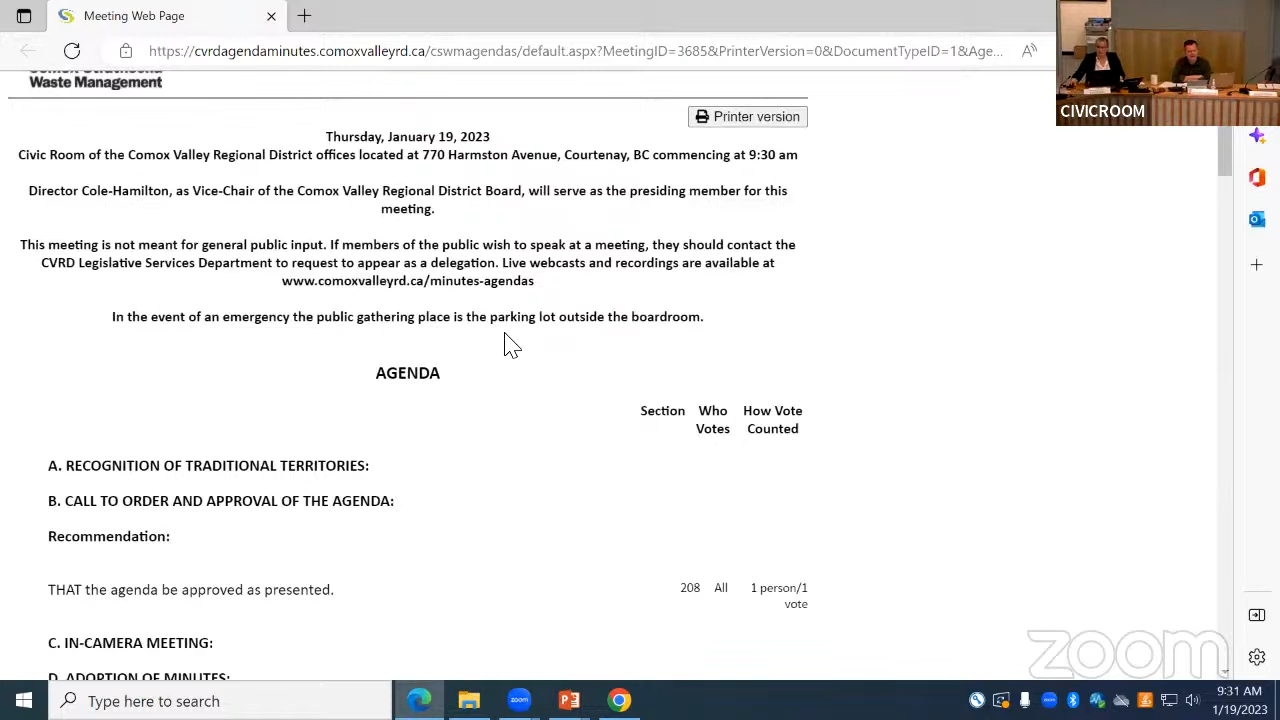 Meeting Web Page
https://cvrdagendaminutes.comoxvalleyrd.ca/cswmagendas/default.aspx?MeetingID=3685&PrinterVersion=0&DocumentTypeID=1&Age...
CIVICROOM
Comox Strathcona
Waste Management
Printer version
Thursday, January 19, 2023
Civic Room of the Comox Valley Regional District offices located at 770 Harmston Avenue, Courtenay, BC commencing at 9:30 am
Director Cole-Hamilton, as Vice-Chair of the Comox Valley Regional District Board, will serve as the presiding member for this
meeting.
This meeting is not meant for general public input. If members of the public wish to speak at a meeting, they should contact the
CVRD Legislative Services Department to request to appear as a delegation. Live webcasts and recordings are available at
www.comoxvalleyrd.ca/minutes-agendas
In the event of an emergency the public gathering place is the parking lot outside the boardroom.
AGENDA
Section Who How Vote
Votes Counted
A. RECOGNITION OF TRADITIONAL TERRITORIES:
B. CALL TO ORDER AND APPROVAL OF THE AGENDA:
Recommendation:
THAT the agenda be approved as presented. 208 All 1 person/1
vote
C. IN-CAMERA MEETING:
D. ADOPTION OF MINUTES:
zoom
Type here to search
zoom
9:31 AM
1/19/2023